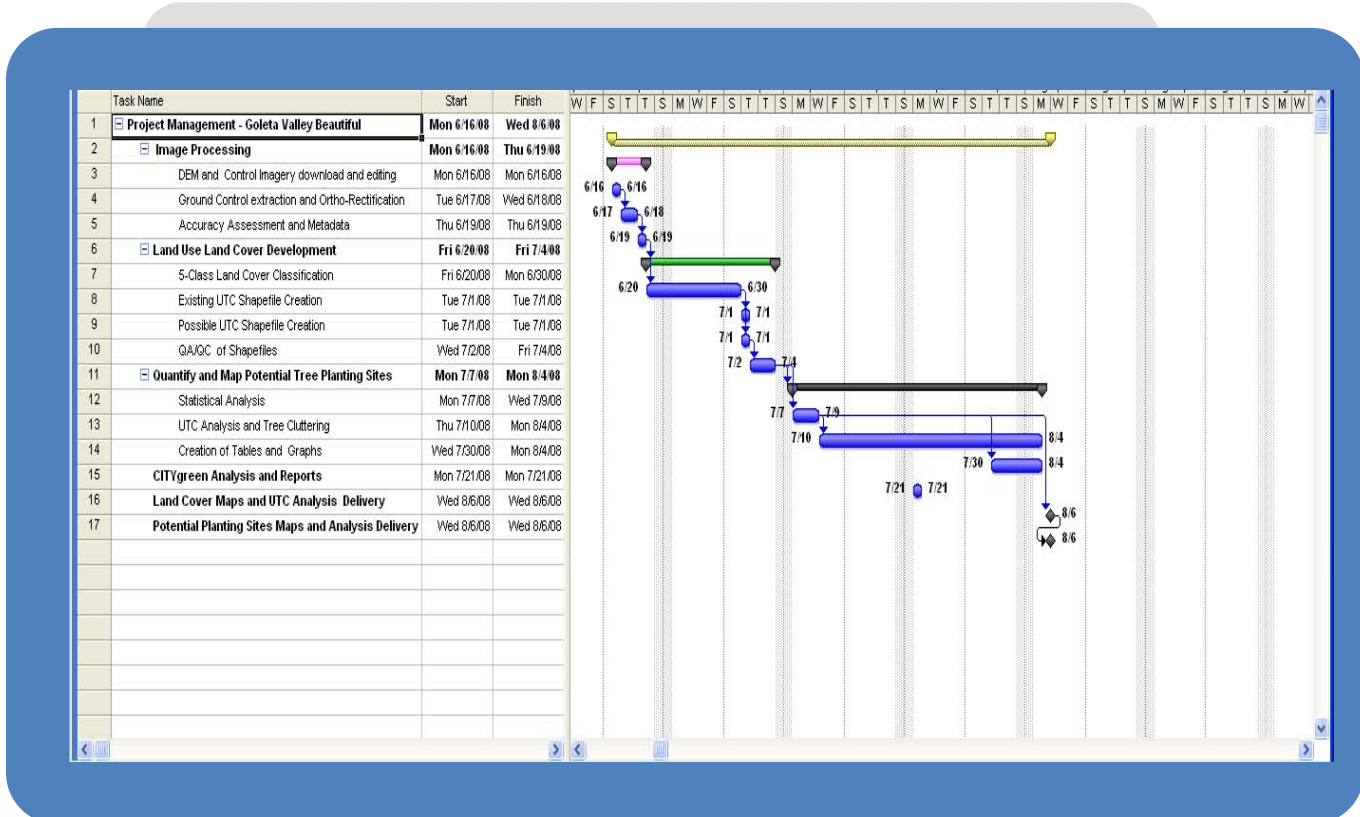 Task Name Start Finish W F S T T S M W F S T T S M W F S T T S M W F S T T S M W F S T T S M W
1 Project Management - Goleta Valley Beautiful Mon 6/16/08 Wed 8/6/08
2 Image Processing Mon 6/16/08 Thu 6/19/08
3 DEM and Control Imagery download and editing Mon 6/16/08 Mon 6/16/08 6/16 6/16
4 Ground Control extraction and Ortho-Rectification Tue 6/17/08 Wed 6/18/08 6/17 6/18
5 Accuracy Assessment and Metadata Thu 6/19/08 Thu 6/19/08 6/19 6/19
6 Land Use Land Cover Development Fri 6/20/08 Fri 7/4/08
7 5-Class Land Cover Classification Fri 6/20/08 Mon 6/30/08 6/20 6/30
8 Existing UTC Shapefile Creation Tue 7/1/08 Tue 7/1/08 7/1 7/1
9 Possible UTC Shapefile Creation Tue 7/1/08 Tue 7/1/08 7/1 7/1
10 QA/QC of Shapefiles Wed 7/2/08 Fri 7/4/08 7/2 7/4
11 Quantify and Map Potential Tree Planting Sites Mon 7/7/08 Mon 8/4/08
12 Statistical Analysis Mon 7/7/08 Wed 7/9/08 7/7 7/9
13 UTC Analysis and Tree Cluttering Thu 7/10/08 Mon 8/4/08 7/10 8/4
14 Creation of Tables and Graphs Wed 7/30/08 Mon 8/4/08 7/30 8/4
15 CITYgreen Analysis and Reports Mon 7/21/08 Mon 7/21/08 7/21 7/21
16 Land Cover Maps and UTC Analysis Delivery Wed 8/6/08 Wed 8/6/08 8/6
17 Potential Planting Sites Maps and Analysis Delivery Wed 8/6/08 Wed 8/6/08 8/6